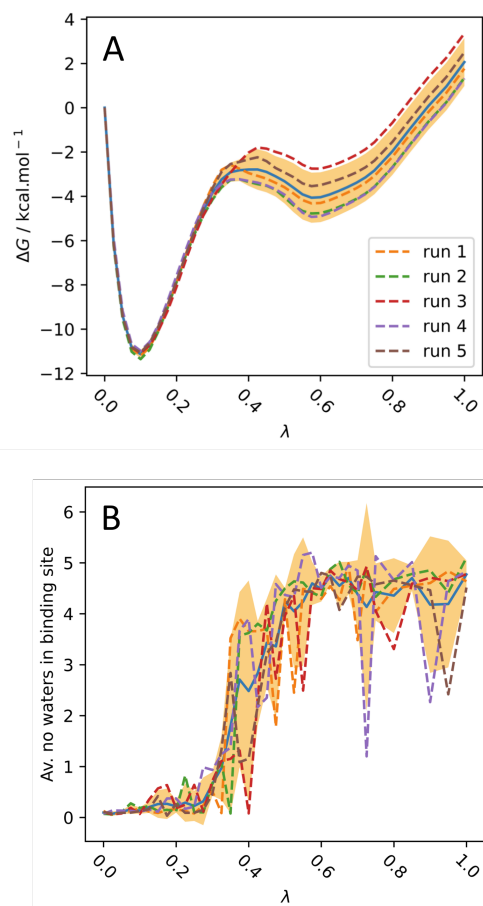 A
4
2
0
−2
−4
−6
−8
−10
−12
ΔG / kcal.mol⁻¹
run 1
run 2
run 3
run 4
run 5
0.0 0.2 0.4 0.6 0.8 1.0
λ
B
6
5
4
3
2
1
0
Av. no waters in binding site
0.0 0.2 0.4 0.6 0.8 1.0
λ